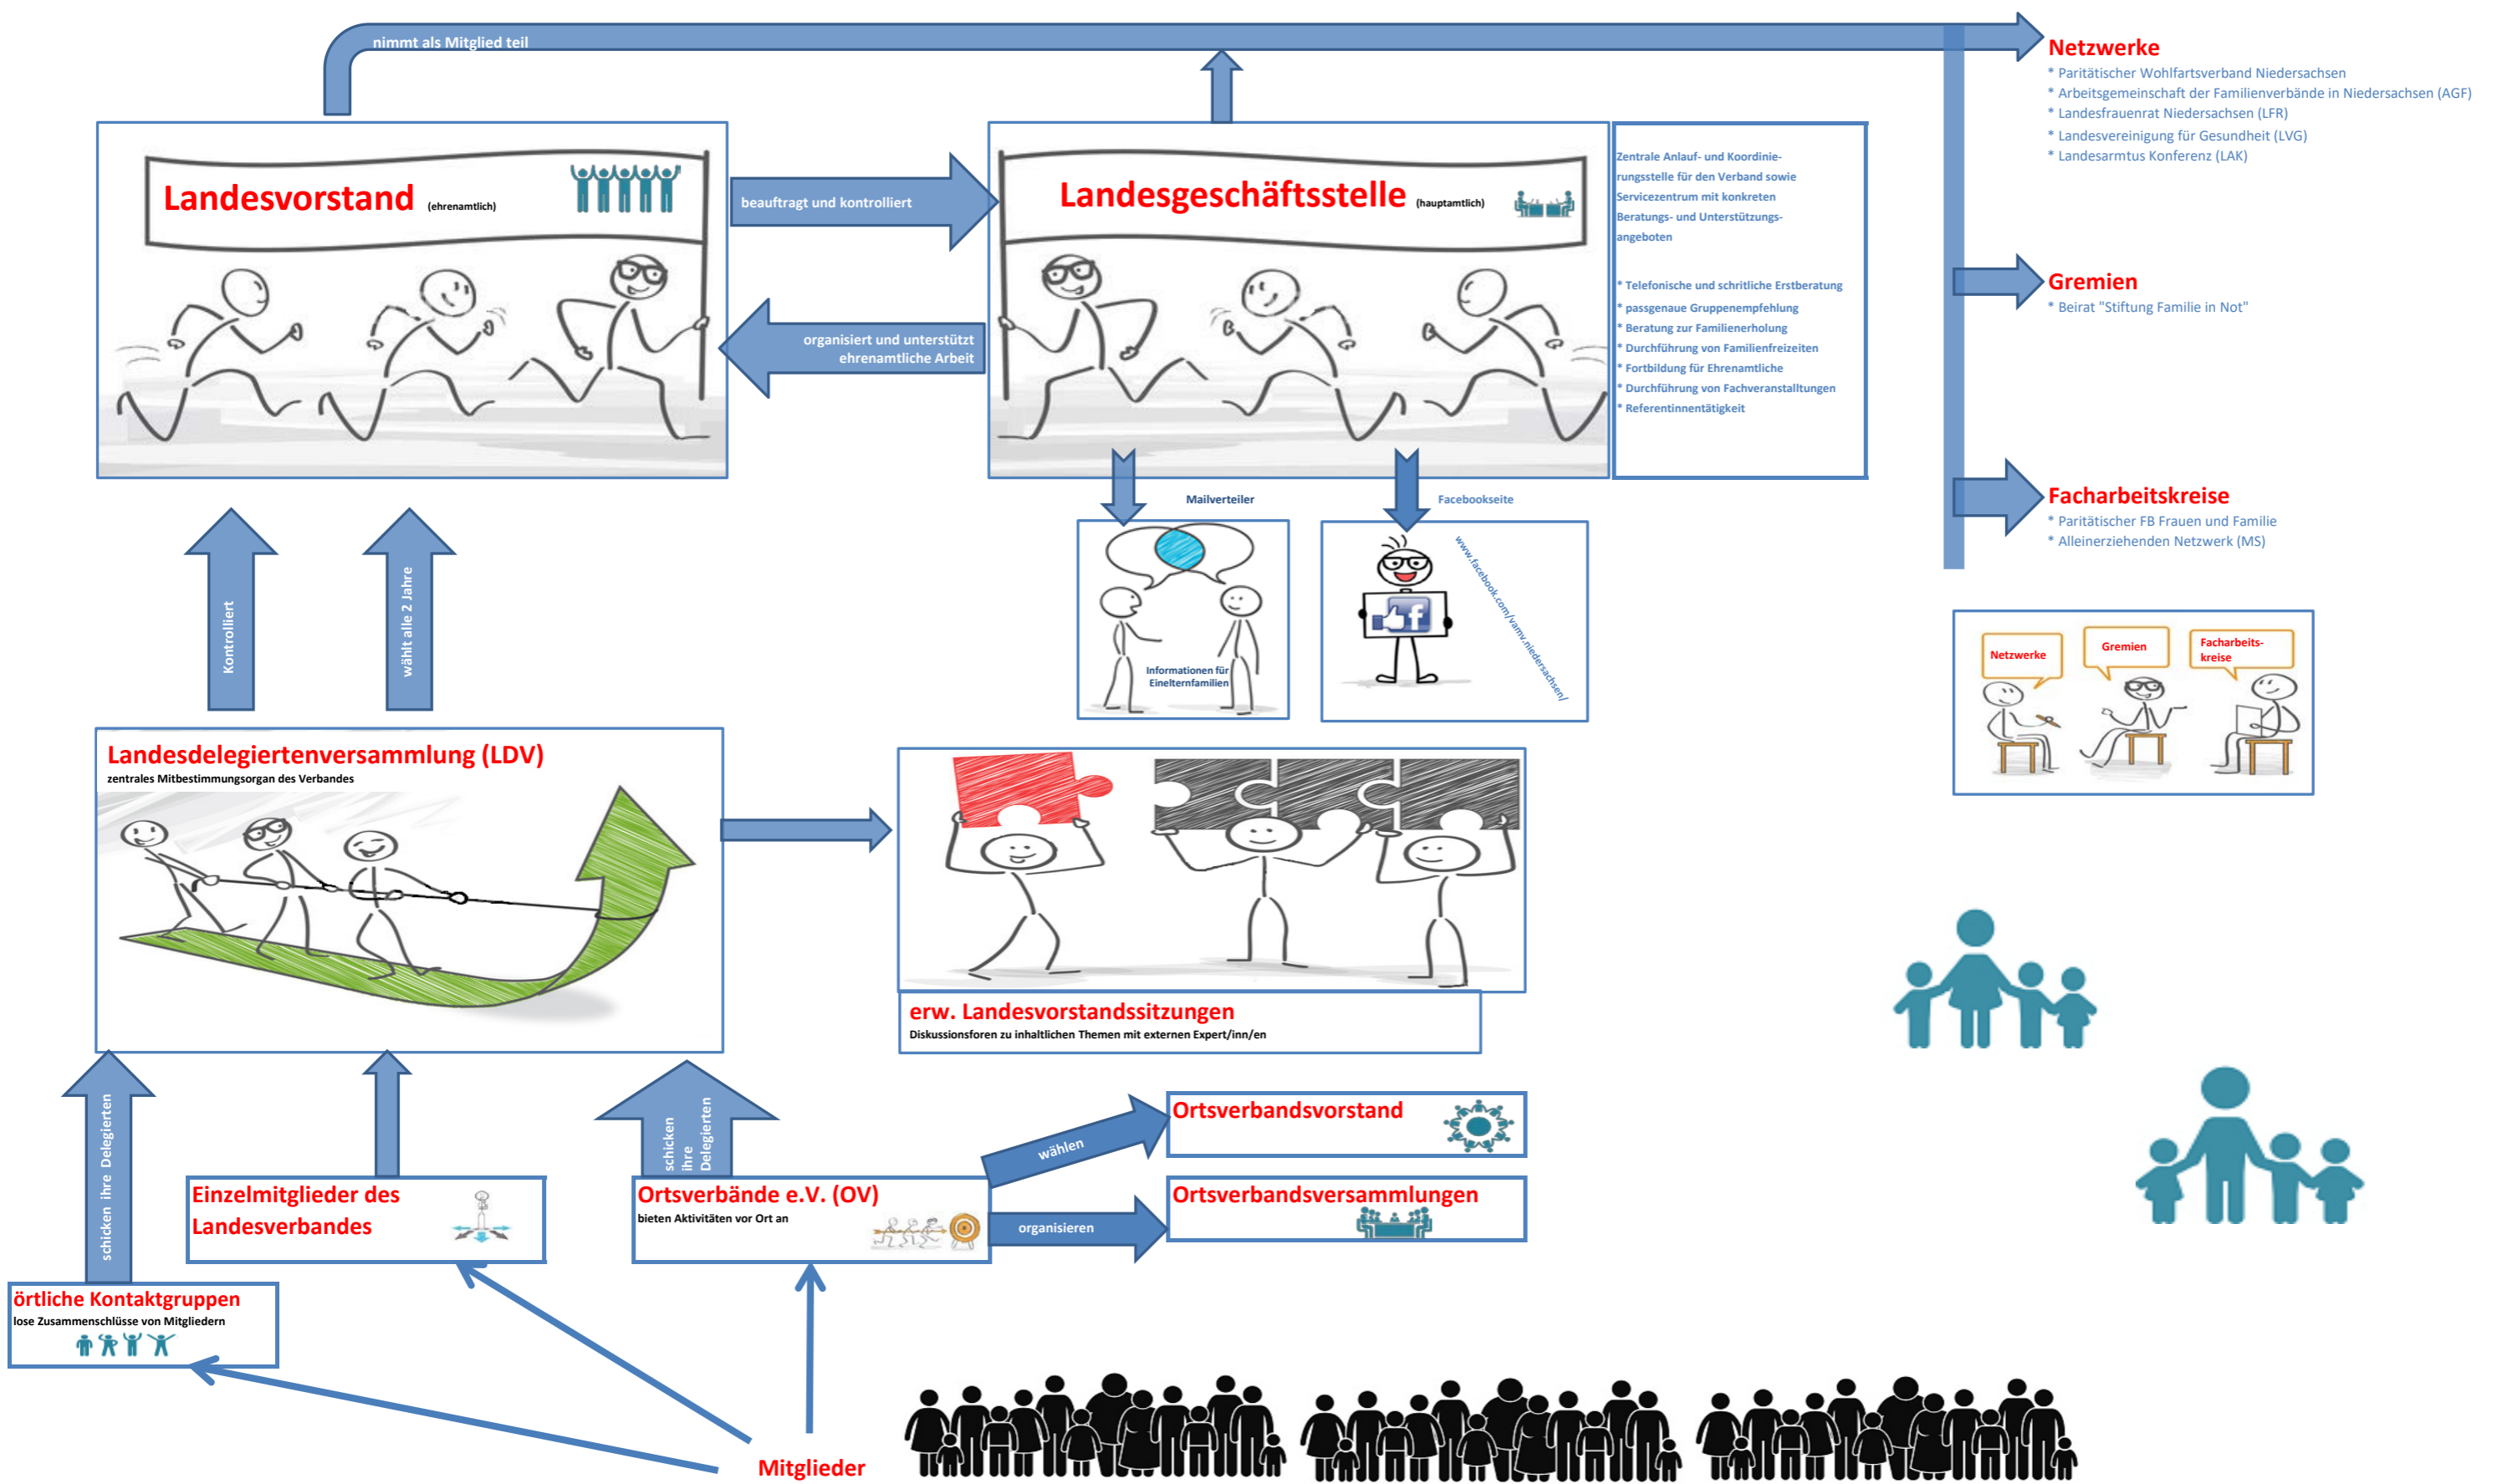 nimmt als Mitglied teil
Netzwerke
* Paritätischer Wohlfartsverband Niedersachsen
* Arbeitsgemeinschaft der Familienverbände in Niedersachsen (AGF)
* Landesfrauenrat Niedersachsen (LFR)
* Landesvereinigung für Gesundheit (LVG)
* Landesarmtus Konferenz (LAK)
Landesvorstand (ehrenamtlich)
beauftragt und kontrolliert
organisiert und unterstützt
ehrenamtliche Arbeit
Landesgeschäftsstelle (hauptamtlich)
Zentrale Anlauf- und Koordinie-
rungsstelle für den Verband sowie
Servicezentrum mit konkreten
Beratungs- und Unterstützungs-
angeboten
* Telefonische und schritliche Erstberatung
* passgenaue Gruppenempfehlung
* Beratung zur Familienerholung
* Durchführung von Familienfreizeiten
* Fortbildung für Ehrenamtliche
* Durchführung von Fachveranstalltungen
* Referentinnentätigkeit
Gremien
* Beirat "Stiftung Familie in Not"
Facharbeitskreise
* Paritätischer FB Frauen und Familie
* Alleinerziehenden Netzwerk (MS)
Mailverteiler
Facebookseite
Informationen für
Einelternfamilien
f
www.facebook.com/vamv.niedersachsen/
Netzwerke
Gremien
Facharbeits-
kreise
Kontrolliert
wählt alle 2 Jahre
Landesdelegiertenversammlung (LDV)
zentrales Mitbestimmungsorgan des Verbandes
erw. Landesvorstandssitzungen
Diskussionsforen zu inhaltlichen Themen mit externen Expert/inn/en
schicken ihre Delegierten
schicken
ihre
Delegierten
wählen
Ortsverbandsvorstand
Einzelmitglieder des
Landesverbandes
Ortsverbände e.V. (OV)
bieten Aktivitäten vor Ort an
organisieren
Ortsverbandsversammlungen
örtliche Kontaktgruppen
lose Zusammenschlüsse von Mitgliedern
Mitglieder